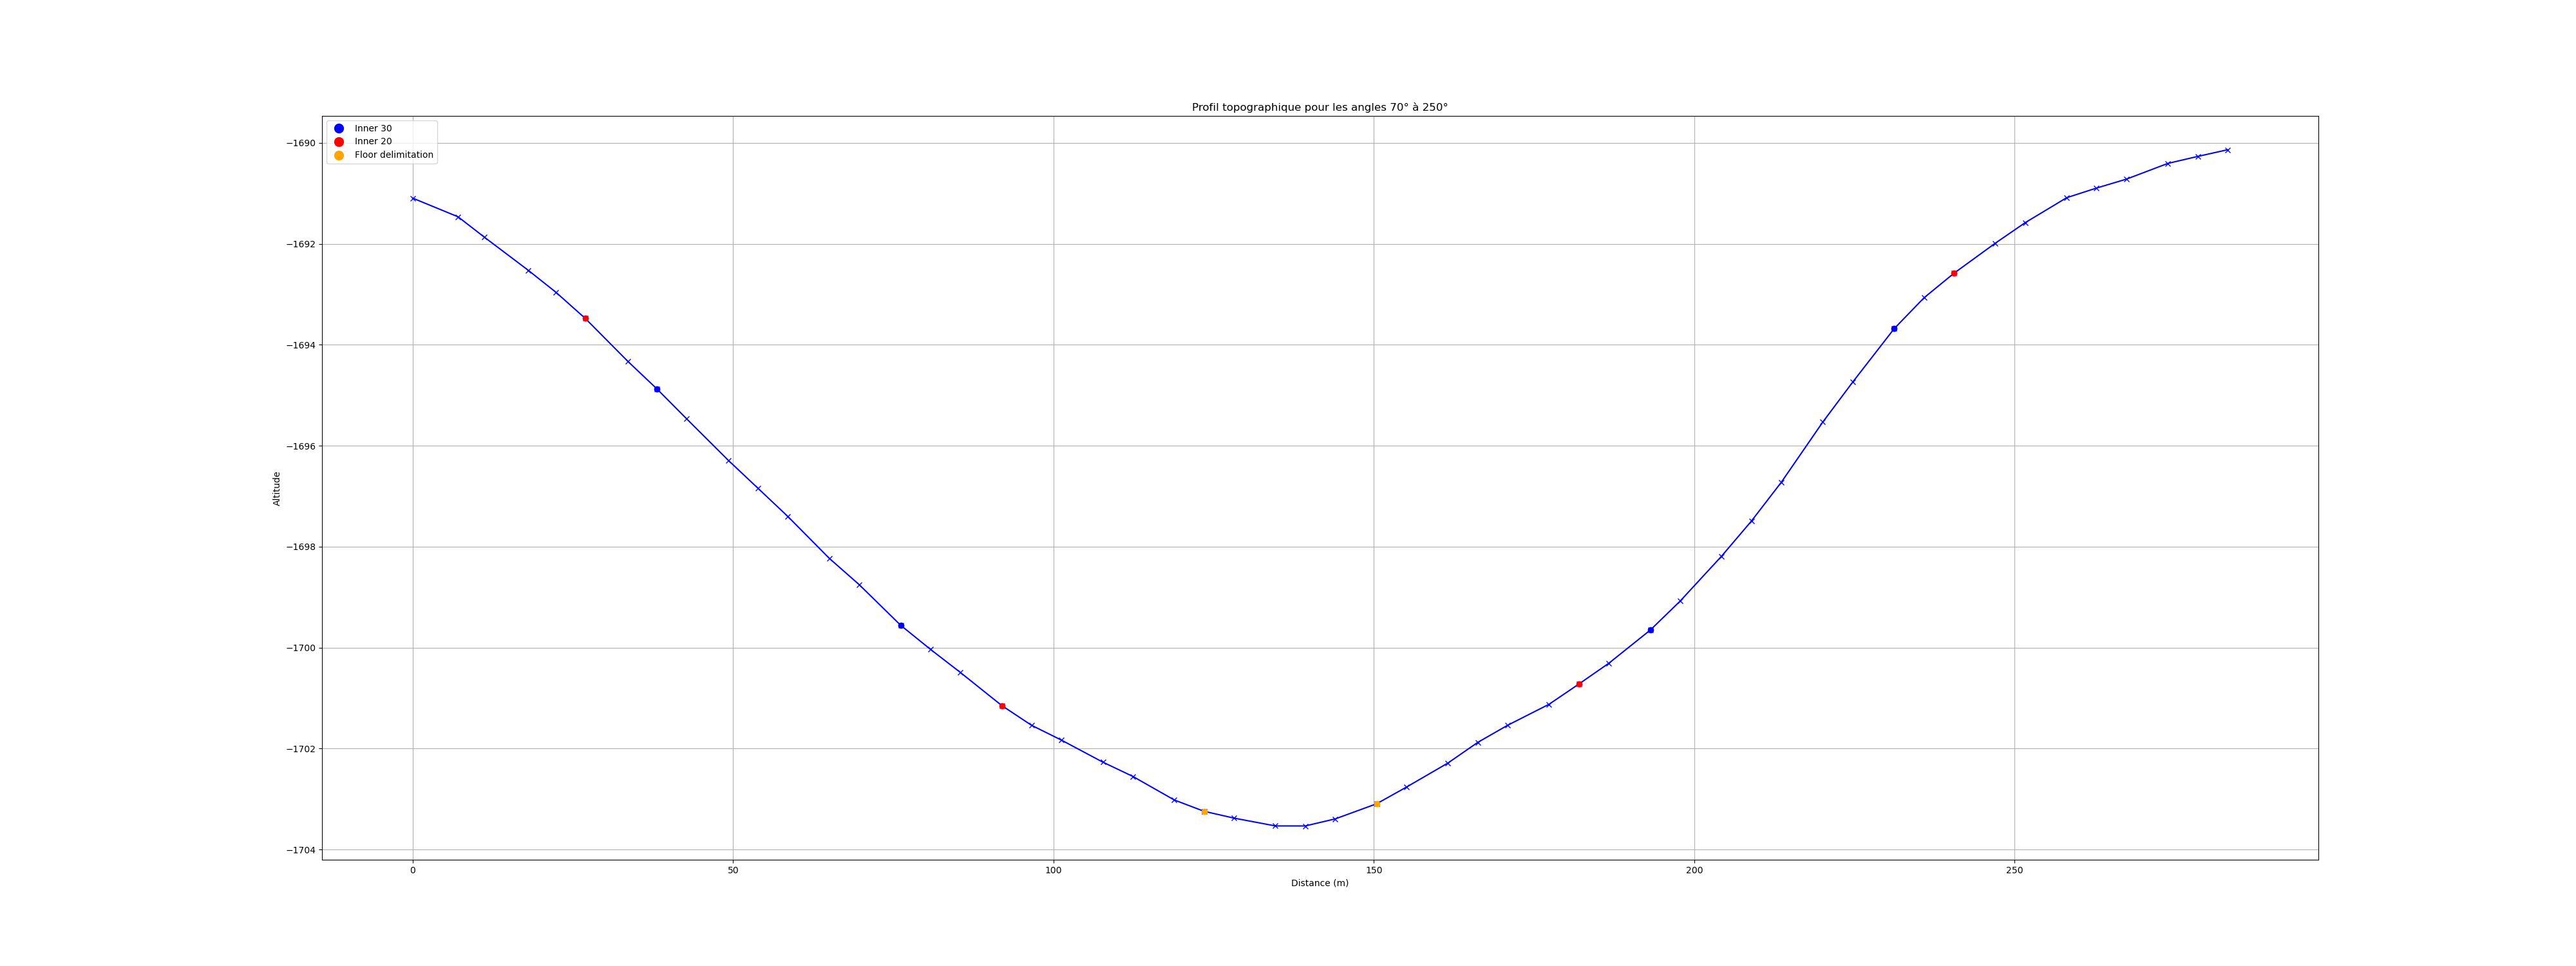 Profil topographique pour les angles 70° à 250°
Inner 30
Inner 20
Floor delimitation
−1690
−1692
−1694
−1696
−1698
−1700
−1702
−1704
Altitude
0
50
100
150
200
250
Distance (m)